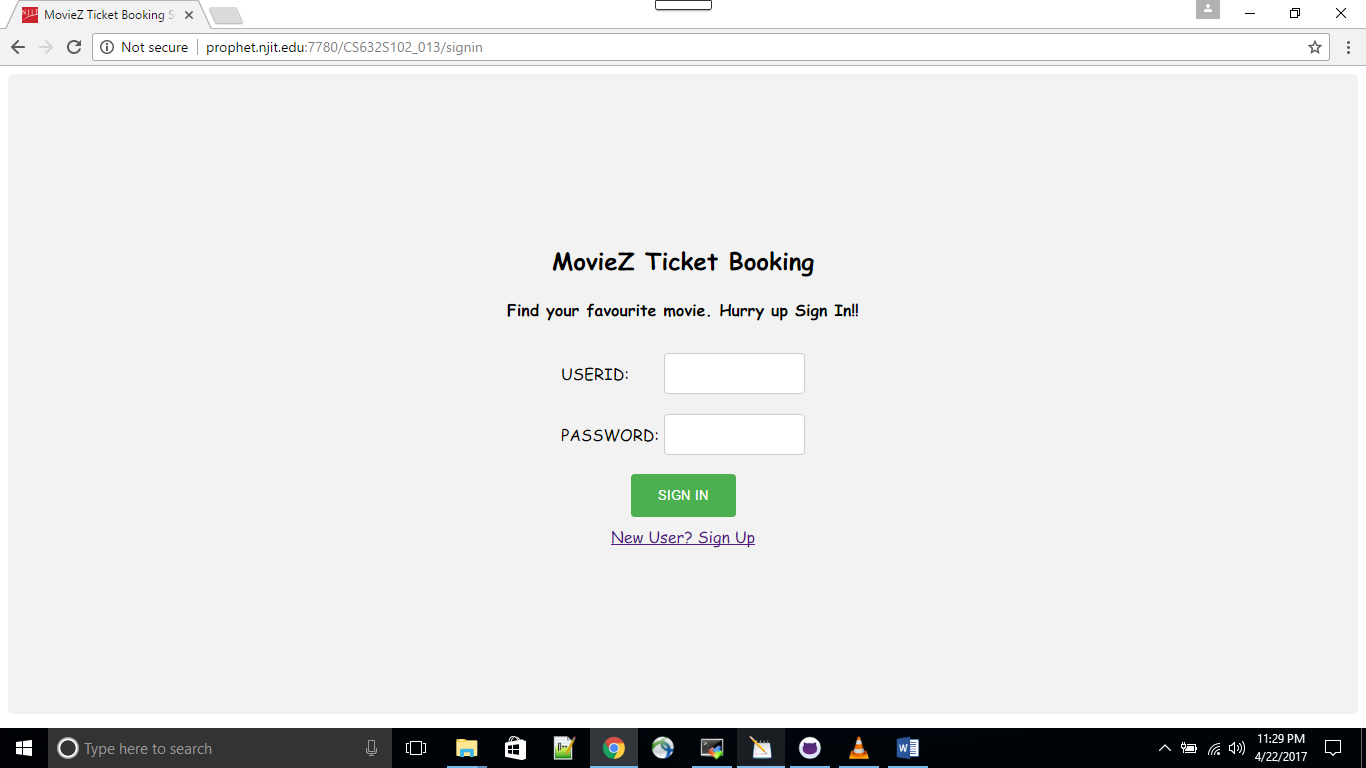 MovieZ Ticket Booking S
Not secure
prophet.njit.edu:7780/CS632S102_013/signin
MovieZ Ticket Booking
Find your favourite movie. Hurry up Sign In!!
USERID:
PASSWORD:
SIGN IN
New User? Sign Up
Type here to search
11:29 PM
4/22/2017